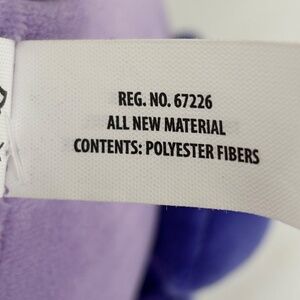 REG. NO. 67226
ALL NEW MATERIAL
CONTENTS: POLYESTER FIBERS